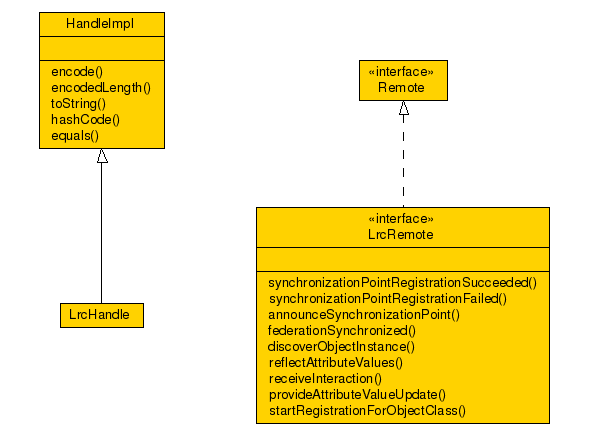 HandleImpl
encode()
encodedLength()
toString()
hashCode()
equals()
LrcHandle
«interface»
Remote
«interface»
LrcRemote
synchronizationPointRegistrationSucceeded()
synchronizationPointRegistrationFailed()
announceSynchronizationPoint()
federationSynchronized()
discoverObjectInstance()
reflectAttributeValues()
receiveInteraction()
provideAttributeValueUpdate()
startRegistrationForObjectClass()